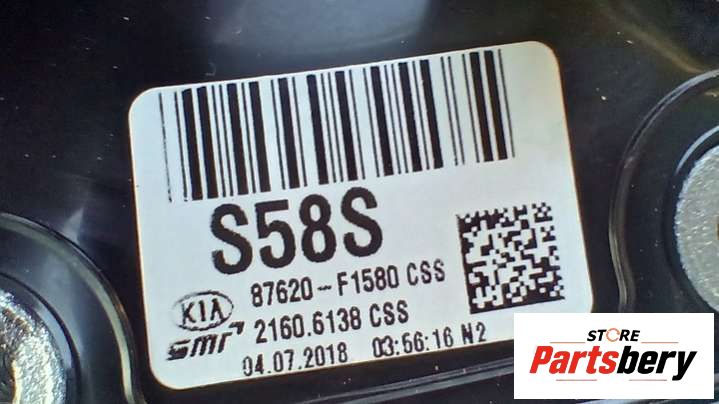 S58S
87620-F1580 CSS
KIA
SMR 2160.6138 CSS
04.07.2018 03:56:16 N2
STORE
Partsbery